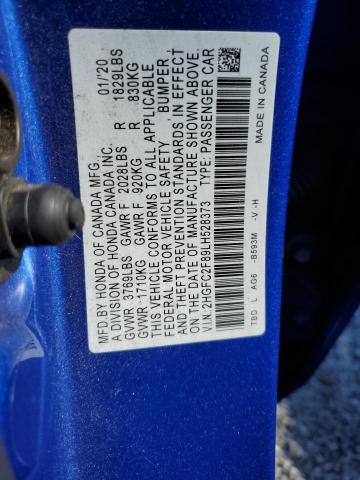 MFD BY HONDA OF CANADA MFG., 01/20
A DIVISION OF HONDA CANADA INC.
GVWR 3769LBS GAWR F 2028LBS R 1829LBS
GVWR 1710KG GAWR F 920KG R 830KG
THIS VEHICLE CONFORMS TO ALL APPLICABLE
FEDERAL MOTOR VEHICLE SAFETY, BUMPER,
AND THEFT PREVENTION STANDARDS IN EFFECT
ON THE DATE OF MANUFACTURE SHOWN ABOVE.
V.I.N: 2HGFC2F89LH528373 TYPE: PASSENGER CAR
TBD L AG6 -B593M -V -H MADE IN CANADA